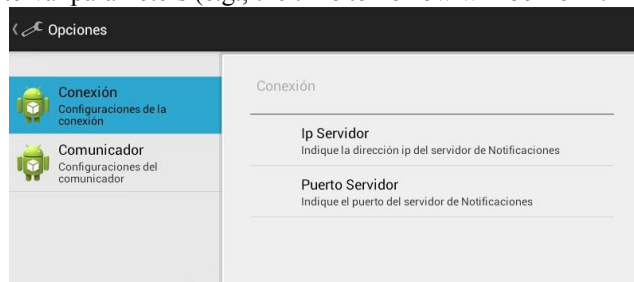 Opciones
Conexión
Configuraciones de la
conexión
Comunicador
Configuraciones del
comunicador
Conexión
Ip Servidor
Indique la dirección ip del servidor de Notificaciones
Puerto Servidor
Indique el puerto del servidor de Notificaciones